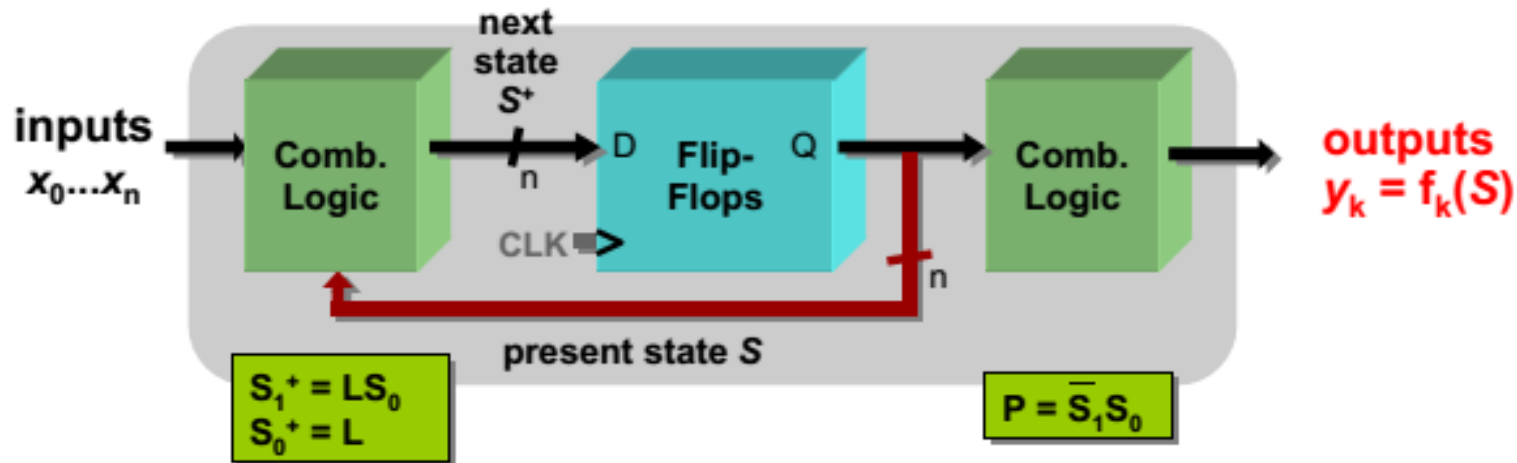 next
state
S⁺
inputs
x₀...xₙ
Comb.
Logic
n
D
Flip-
Flops
Q
CLK
n
Comb.
Logic
outputs
yₖ = fₖ(S)
present state S
S₁⁺ = LS₀
S₀⁺ = L
P = S̅₁S₀